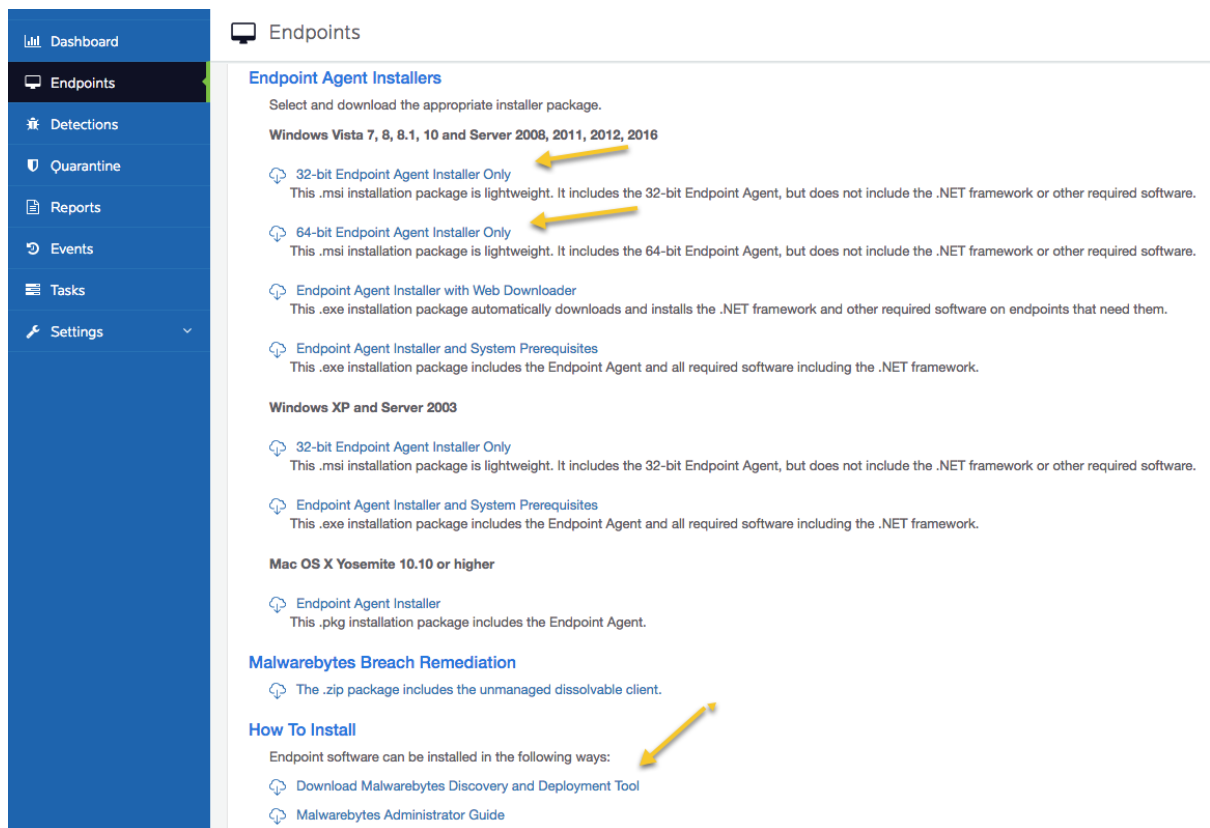 Dashboard
Endpoints
Detections
Quarantine
Reports
Events
Tasks
Settings
Endpoints
Endpoint Agent Installers
Select and download the appropriate installer package.
Windows Vista 7, 8, 8.1, 10 and Server 2008, 2011, 2012, 2016
32-bit Endpoint Agent Installer Only
This .msi installation package is lightweight. It includes the 32-bit Endpoint Agent, but does not include the .NET framework or other required software.
64-bit Endpoint Agent Installer Only
This .msi installation package is lightweight. It includes the 64-bit Endpoint Agent, but does not include the .NET framework or other required software.
Endpoint Agent Installer with Web Downloader
This .exe installation package automatically downloads and installs the .NET framework and other required software on endpoints that need them.
Endpoint Agent Installer and System Prerequisites
This .exe installation package includes the Endpoint Agent and all required software including the .NET framework.
Windows XP and Server 2003
32-bit Endpoint Agent Installer Only
This .msi installation package is lightweight. It includes the 32-bit Endpoint Agent, but does not include the .NET framework or other required software.
Endpoint Agent Installer and System Prerequisites
This .exe installation package includes the Endpoint Agent and all required software including the .NET framework.
Mac OS X Yosemite 10.10 or higher
Endpoint Agent Installer
This .pkg installation package includes the Endpoint Agent.
Malwarebytes Breach Remediation
The .zip package includes the unmanaged dissolvable client.
How To Install
Endpoint software can be installed in the following ways:
Download Malwarebytes Discovery and Deployment Tool
Malwarebytes Administrator Guide